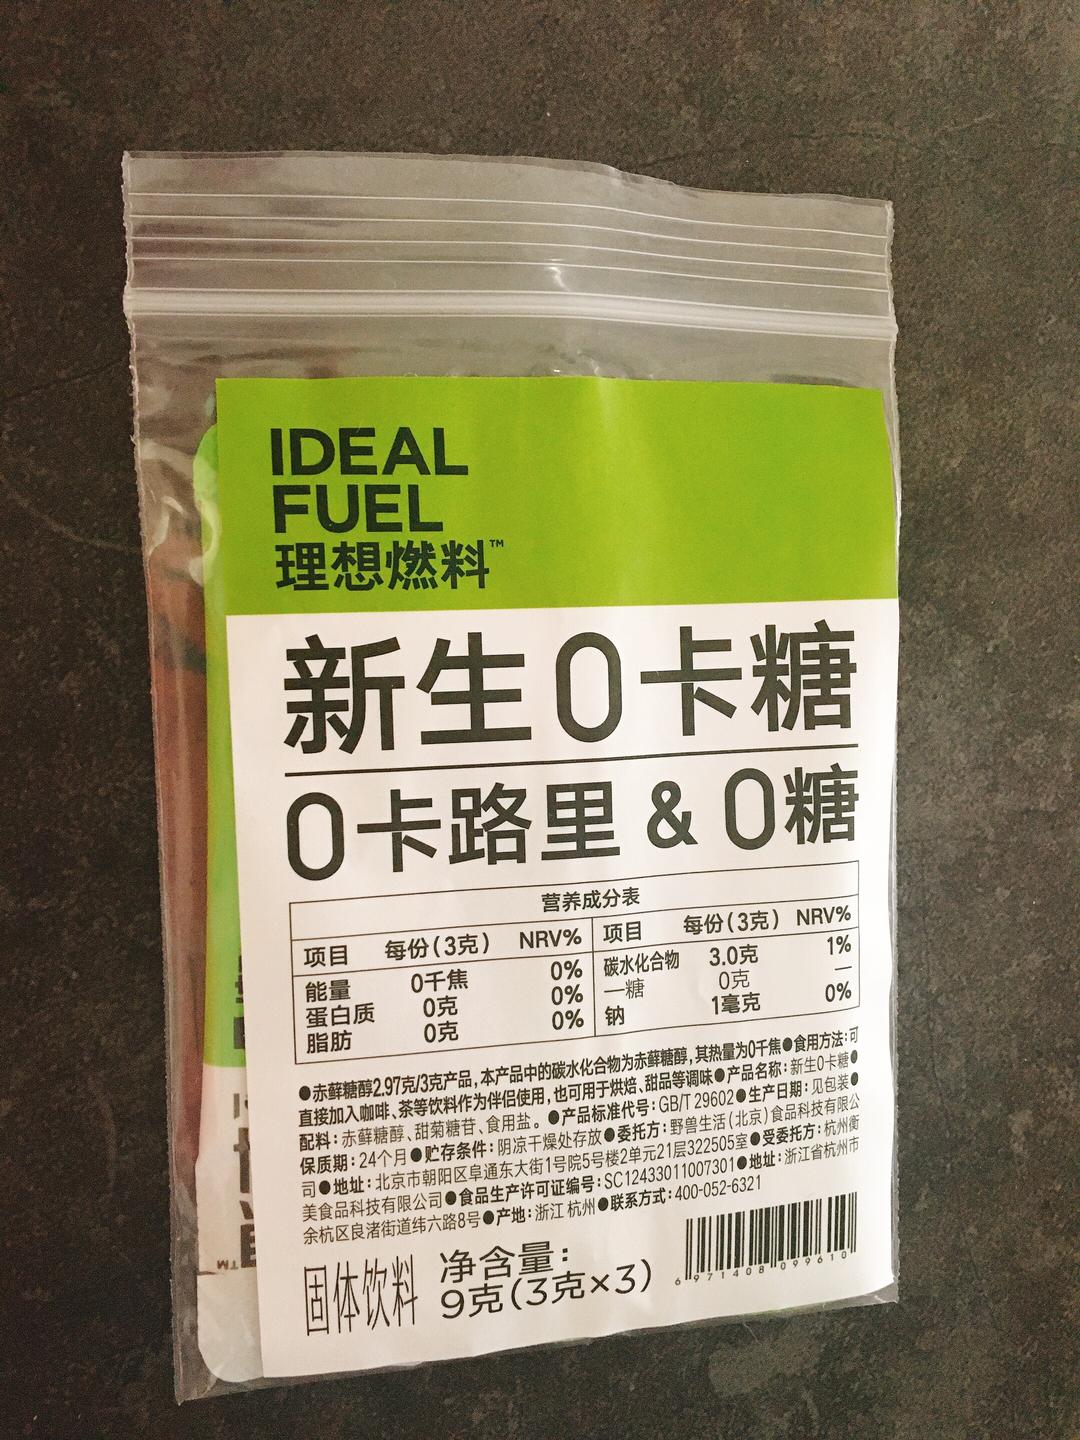 IDEAL
FUEL
理想燃料™
新生0卡糖
0卡路里 & 0糖
营养成分表
项目 每份(3克) NRV% 项目 每份(3克) NRV%
能量 0千焦 0% 碳水化合物 3.0克 1%
蛋白质 0克 0% —糖 0克 —
脂肪 0克 0% 钠 1毫克 0%
●赤藓糖醇2.97克/3克产品,本产品中的碳水化合物为赤藓糖醇,其热量为0千焦●食用方法:可
直接加入咖啡、茶等饮料作为伴侣使用,也可用于烘焙、甜品等调味●产品名称:新生0卡糖●
配料:赤藓糖醇、甜菊糖苷、食用盐。●产品标准代号:GB/T 29602●生产日期:见包装●
保质期:24个月●贮存条件:阴凉干燥处存放●委托方:野兽生活(北京)食品科技有限公
司●地址:北京市朝阳区阜通东大街1号院5号楼2单元21层322505室●受委托方:杭州衡
美食品科技有限公司●食品生产许可证编号:SC12433011007301●地址:浙江省杭州市
余杭区良渚街道纬六路8号●产地:浙江 杭州●联系方式:400-052-6321
固体饮料
净含量:
9克(3克×3)
6 971408 099610